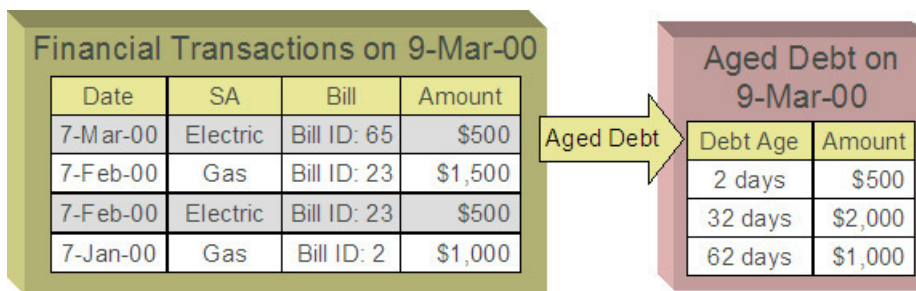 Financial Transactions on 9-Mar-00
Date SA Bill Amount
7-Mar-00 Electric Bill ID: 65 $500
7-Feb-00 Gas Bill ID: 23 $1,500
7-Feb-00 Electric Bill ID: 23 $500
7-Jan-00 Gas Bill ID: 2 $1,000
Aged Debt
Aged Debt on
9-Mar-00
Debt Age Amount
2 days $500
32 days $2,000
62 days $1,000